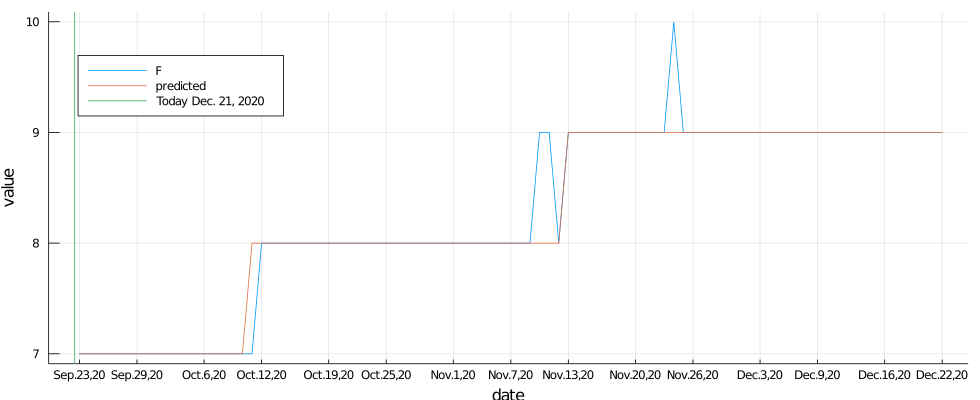 10
9
8
7
value
F
predicted
Today Dec. 21, 2020
Sep.23,20 Sep.29,20 Oct.6,20 Oct.12,20 Oct.19,20 Oct.25,20 Nov.1,20 Nov.7,20 Nov.13,20 Nov.20,20 Nov.26,20 Dec.3,20 Dec.9,20 Dec.16,20 Dec.22,20
date